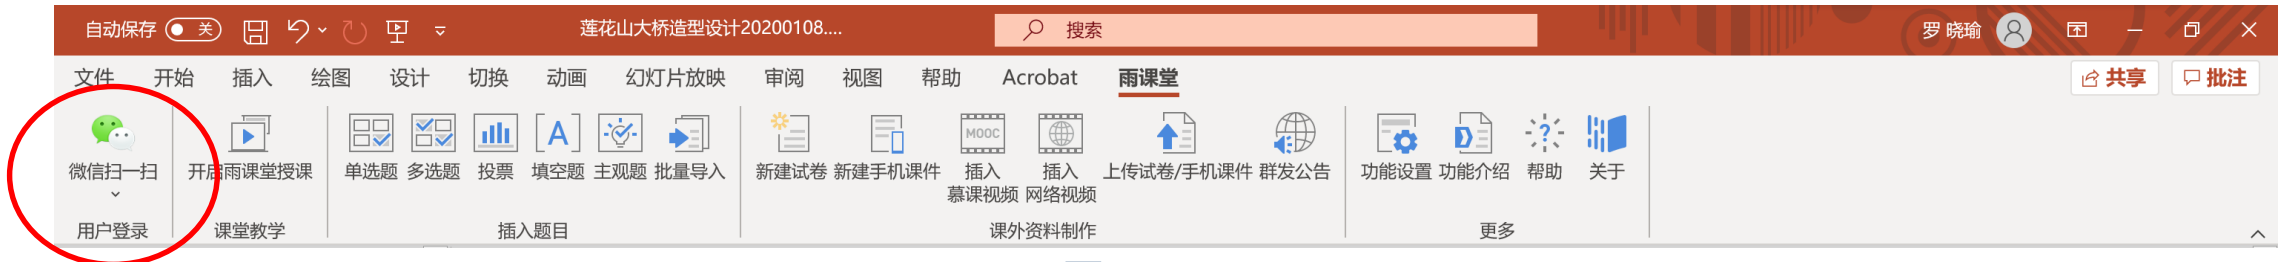 自动保存 关 莲花山大桥造型设计20200108.... 搜索 罗 晓瑜
文件 开始 插入 绘图 设计 切换 动画 幻灯片放映 审阅 视图 帮助 Acrobat 雨课堂 共享 批注
A MOOC ?
微信扫一扫 开启雨课堂授课 单选题 多选题 投票 填空题 主观题 批量导入 新建试卷 新建手机课件 插入 插入 上传试卷/手机课件 群发公告 功能设置 功能介绍 帮助 关于
慕课视频 网络视频
用户登录 课堂教学 插入题目 课外资料制作 更多